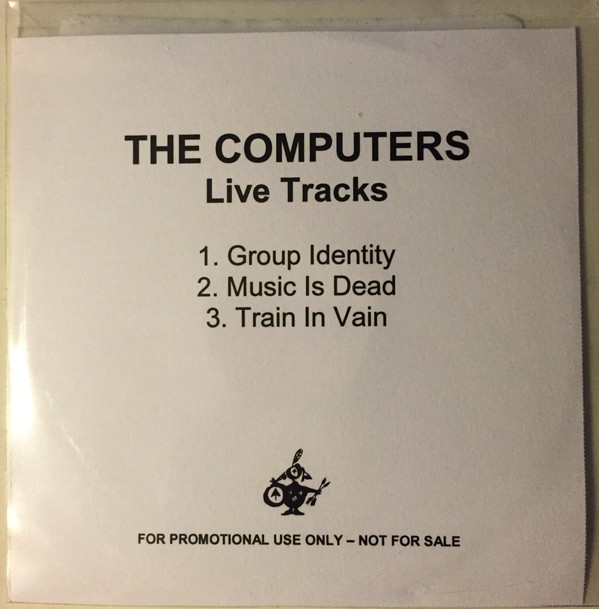 THE COMPUTERS
Live Tracks
1. Group Identity
2. Music Is Dead
3. Train In Vain
POP
FOR PROMOTIONAL USE ONLY – NOT FOR SALE